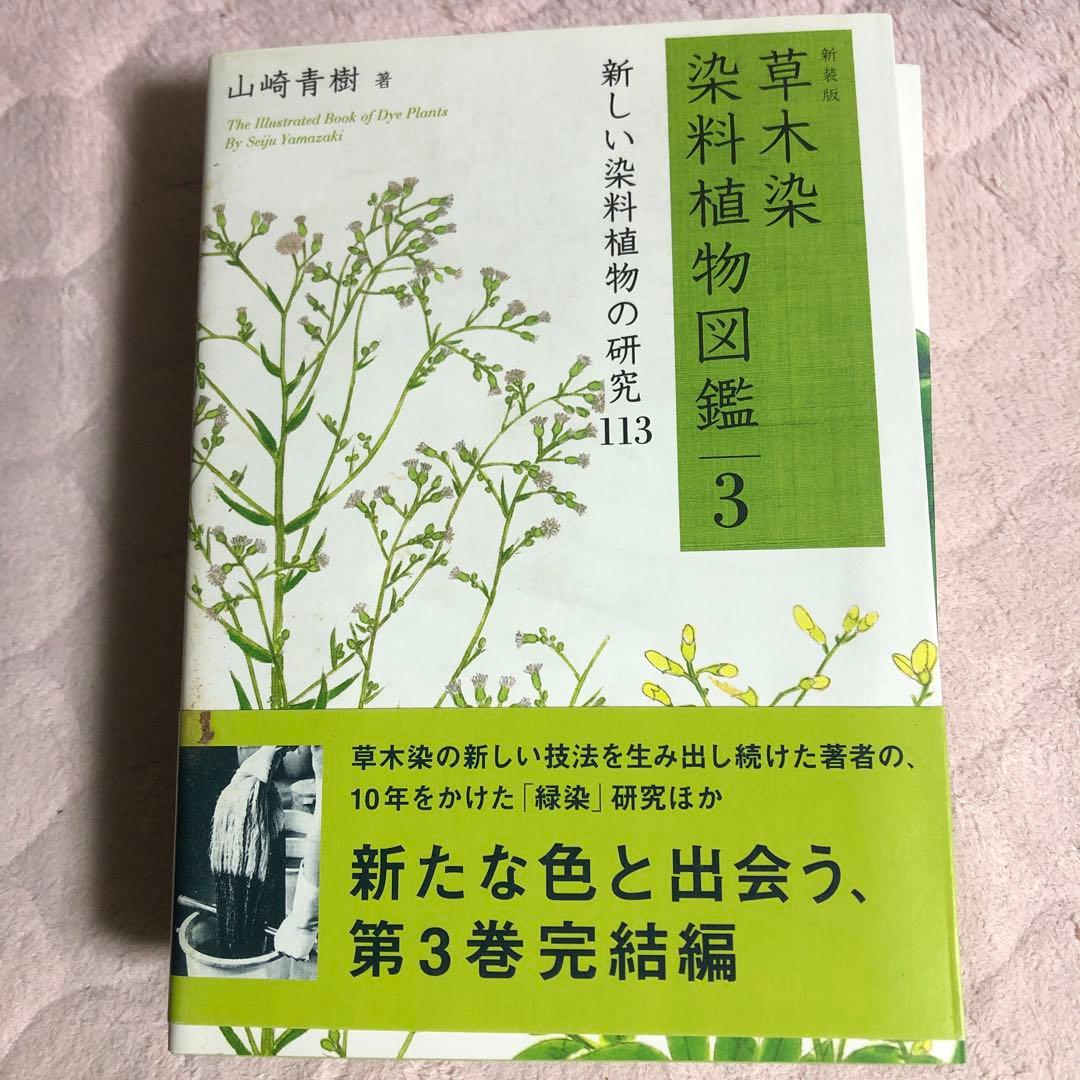 新装版
草木染
染料植物図鑑 3
新しい染料植物の研究113
山崎青樹 著
The Illustrated Book of Dye Plants
By Seiju Yamazaki
草木染の新しい技法を生み出し続けた著者の、
10年をかけた「緑染」研究ほか
新たな色と出会う、
第3巻完結編